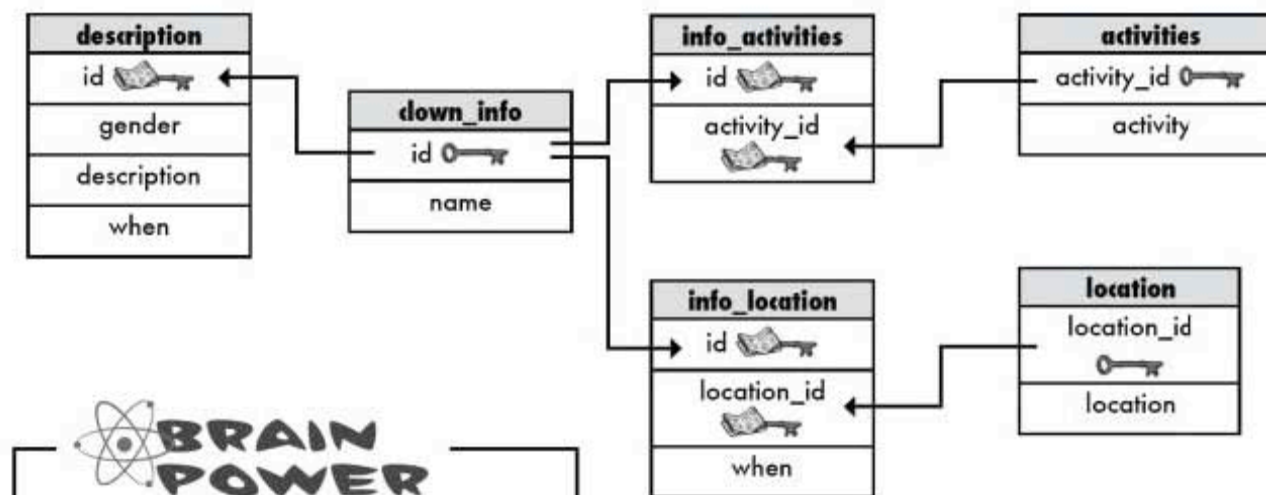 description
id
gender
description
when
clown_info
id
name
info_activities
id
activity_id
activities
activity_id
activity
info_location
id
location_id
when
location
location_id
location
BRAIN
POWER